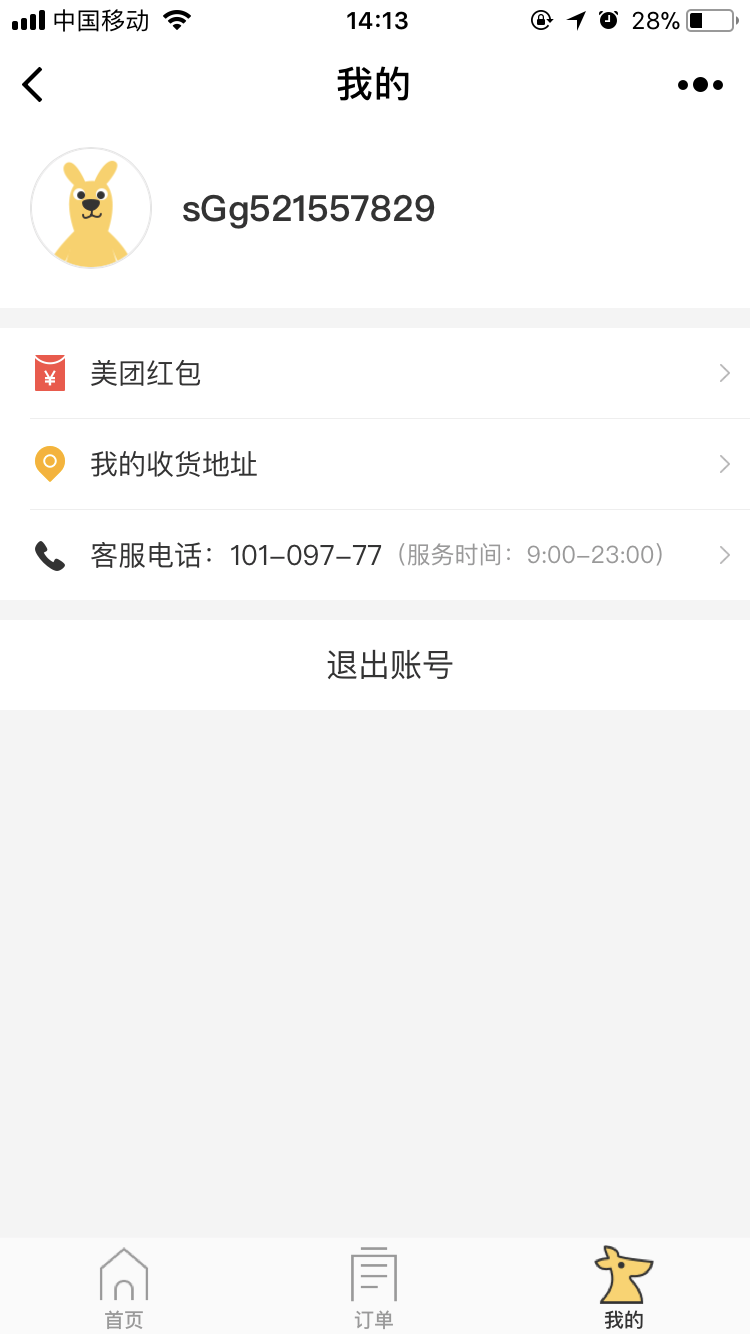 中国移动 14:13 28%
我的
sGg521557829
¥ 美团红包
我的收货地址
客服电话：101-097-77（服务时间：9:00-23:00）
退出账号
首页 订单 我的